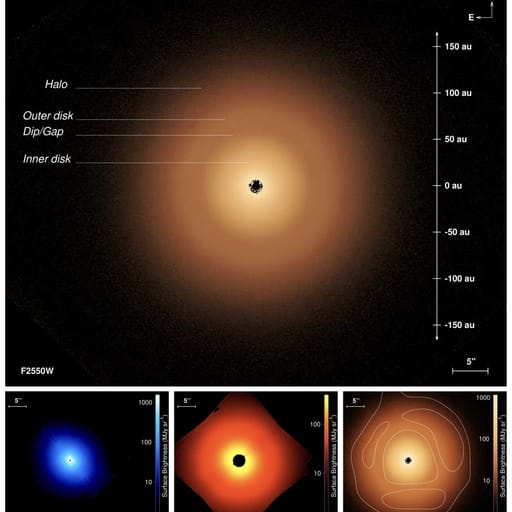 E
150 au
Halo
100 au
Outer disk
Dip/Gap
50 au
Inner disk
0 au
-50 au
-100 au
-150 au
F2550W
5"
5"
1000
100
10
Surface Brightness (MJy sr⁻¹)
5"
100
10
Surface Brightness (MJy sr⁻¹)
5"
1000
100
10
Surface Brightness (MJy sr⁻¹)